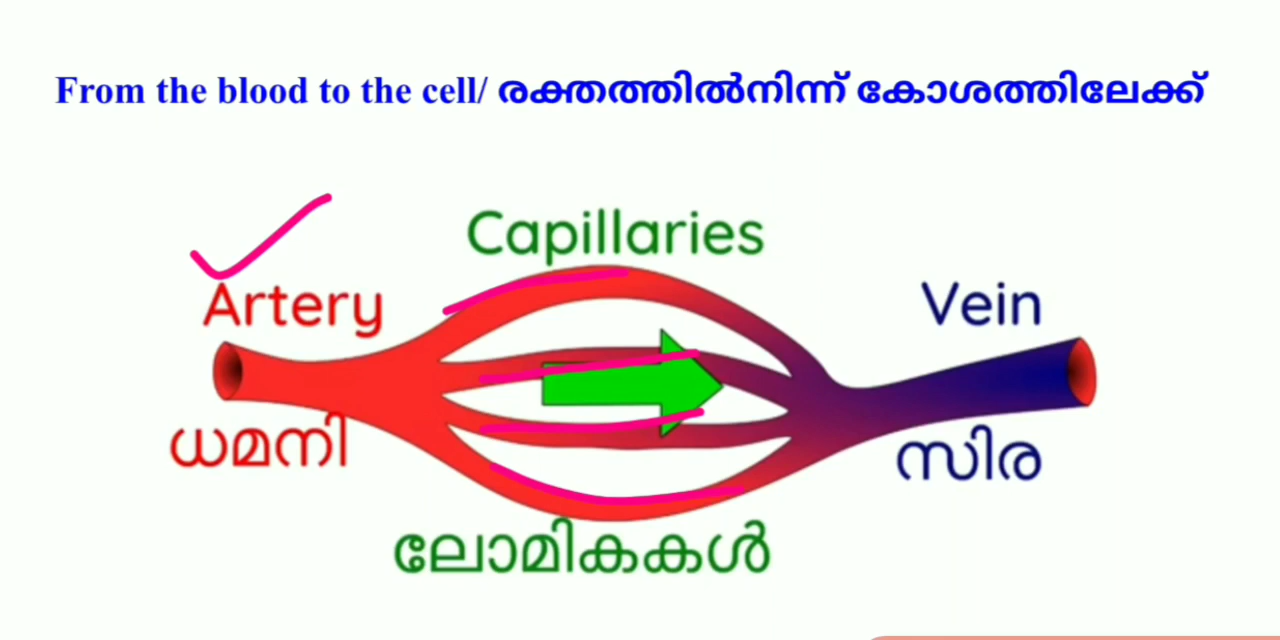 From the blood to the cell/ രക്തത്തിൽനിന്ന് കോശത്തിലേക്ക്
Capillaries
Artery
Vein
ധമനി
സിര
ലോമികകൾ